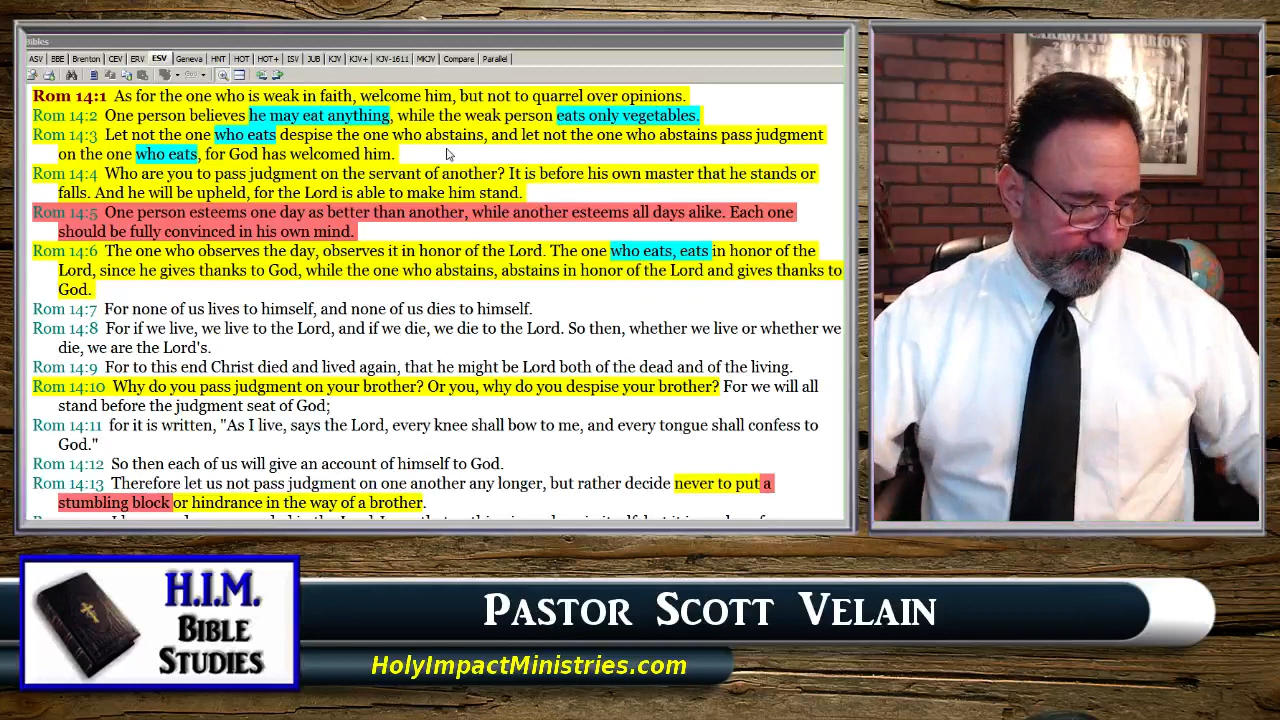 Bibles
ASV BBE Brenton CEV ERV ESV Geneva HNT HOT HOT+ ISV JUB KJV KJV+ KJV-1611 MKJV Compare Parallel
Rom 14:1 As for the one who is weak in faith, welcome him, but not to quarrel over opinions.
Rom 14:2 One person believes he may eat anything, while the weak person eats only vegetables.
Rom 14:3 Let not the one who eats despise the one who abstains, and let not the one who abstains pass judgment
on the one who eats, for God has welcomed him.
Rom 14:4 Who are you to pass judgment on the servant of another? It is before his own master that he stands or
falls. And he will be upheld, for the Lord is able to make him stand.
Rom 14:5 One person esteems one day as better than another, while another esteems all days alike. Each one
should be fully convinced in his own mind.
Rom 14:6 The one who observes the day, observes it in honor of the Lord. The one who eats, eats in honor of the
Lord, since he gives thanks to God, while the one who abstains, abstains in honor of the Lord and gives thanks to
God.
Rom 14:7 For none of us lives to himself, and none of us dies to himself.
Rom 14:8 For if we live, we live to the Lord, and if we die, we die to the Lord. So then, whether we live or whether we
die, we are the Lord's.
Rom 14:9 For to this end Christ died and lived again, that he might be Lord both of the dead and of the living.
Rom 14:10 Why do you pass judgment on your brother? Or you, why do you despise your brother? For we will all
stand before the judgment seat of God;
Rom 14:11 for it is written, "As I live, says the Lord, every knee shall bow to me, and every tongue shall confess to
God."
Rom 14:12 So then each of us will give an account of himself to God.
Rom 14:13 Therefore let us not pass judgment on one another any longer, but rather decide never to put a
stumbling block or hindrance in the way of a brother.
H.I.M.
BIBLE
STUDIES
PASTOR SCOTT VELAIN
HolyImpactMinistries.com